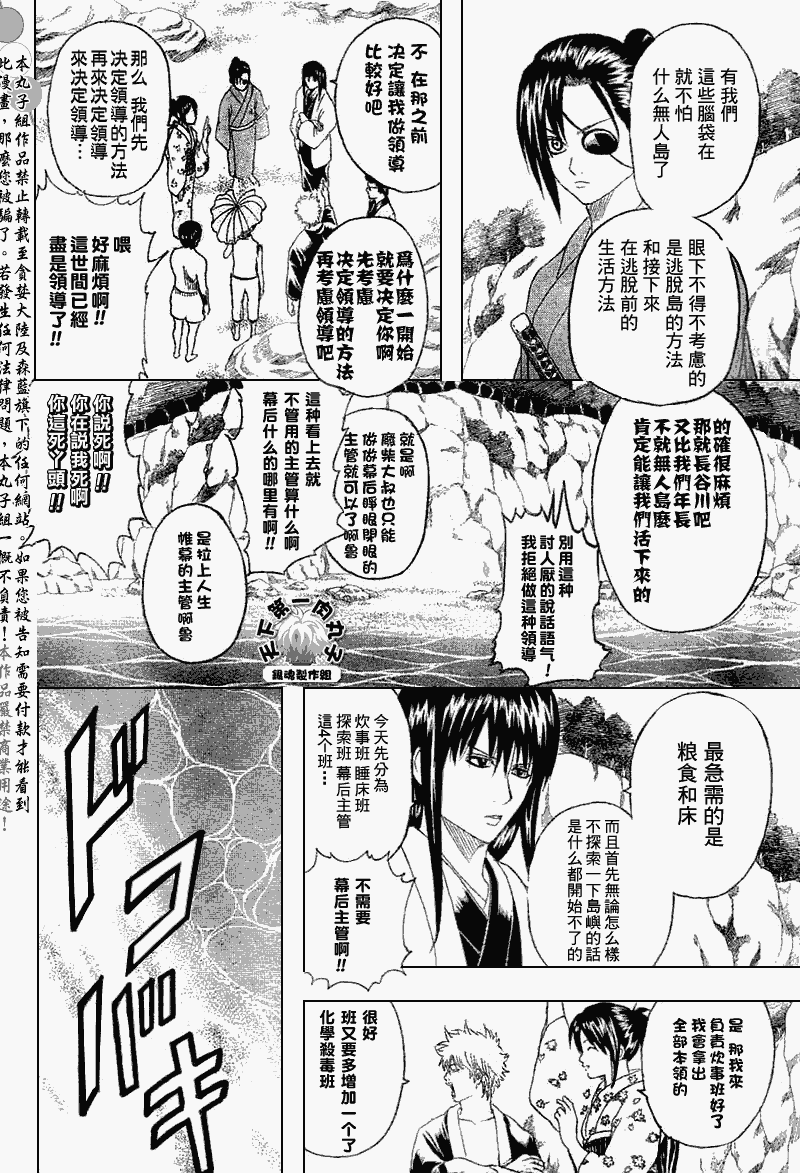 有我們
這些腦袋在
就不怕
什么無人島了
眼下不得不考慮的
是逃脫島的方法
和接下來
在逃脫前的
生活方法
不 在那之前
決定讓我做領導
比較好吧
那么 我們先
決定領導的方法
再來決定領導
來決定領導…
爲什麼一開始
就要決定你啊
先考慮
決定領導的方法
再考慮領導吧
喂
好麻煩啊!!
這世間已經
盡是領導了!!
的確很麻煩
那就長谷川吧
又比我們年長
不就無人島麼
肯定能讓我們活下來的
別用這种
討人厭的說話語气!
我拒絕做這种領導
就是啊
廢柴大叔也只能
做做幕后睜眼閉眼的
主管就可以了啊魯
這种看上去就
不管用的主管算什么啊
幕后什么的哪里有啊!!
是拉上人生
帷幕的主管啊魯
你說死啊!!
你在説我死啊
你這死丫頭!!
天下第一肉丸子
銀魂製作組
最急需的是
粮食和床
而且首先無論怎么樣
不探索一下島嶼的話
是什么都開始不了的
今天先分為
炊事班 睡床班
探索班 幕后主管
這4个班…
不需要
幕后主管啊!!
ドゴバキ
是 那我來
負責炊事班好了
我會拿出
全部本領的
很好
班又要多增加一个了
化學殺毒班
本丸子組作品禁止轉載至貪婪大陸及森藍旗下的任何網站。如果您被告知需要付款才能看到
此漫畫,那麼您被騙了。若發生任何法律問題,本丸子組一概不負責!本作品嚴禁商業用途!